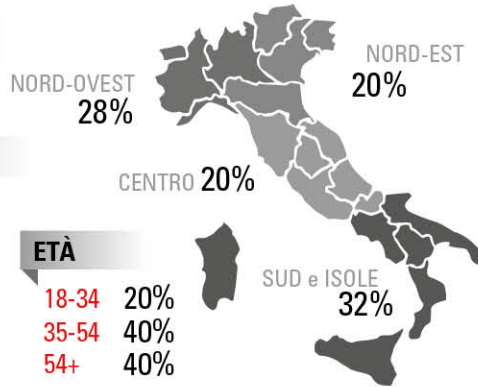 NORD-OVEST
28%
NORD-EST
20%
CENTRO 20%
ETÀ
18-34 20%
35-54 40%
54+ 40%
SUD e ISOLE
32%